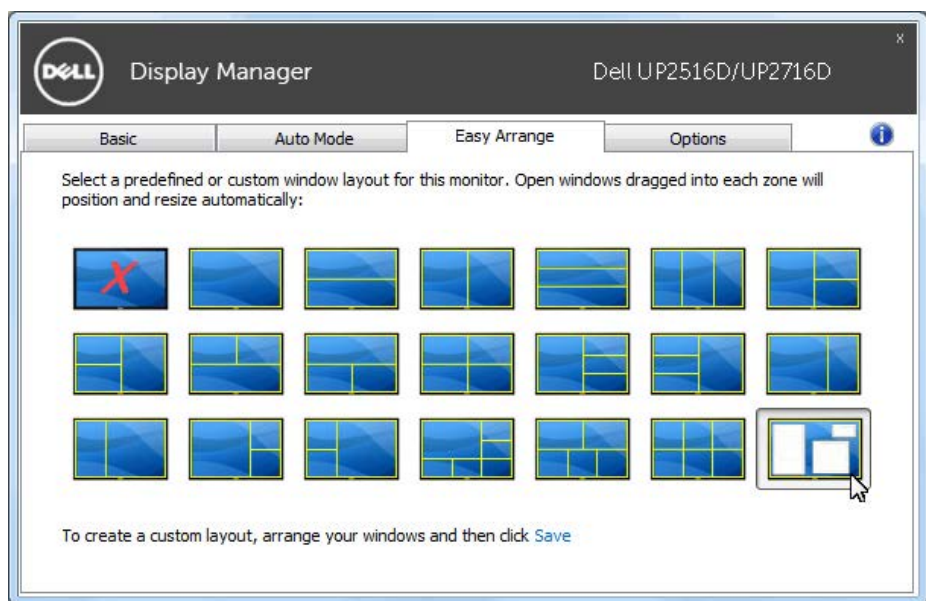 DELL Display Manager Dell UP2516D/UP2716D x
Basic Auto Mode Easy Arrange Options i
Select a predefined or custom window layout for this monitor. Open windows dragged into each zone will
position and resize automatically:
X
To create a custom layout, arrange your windows and then click Save